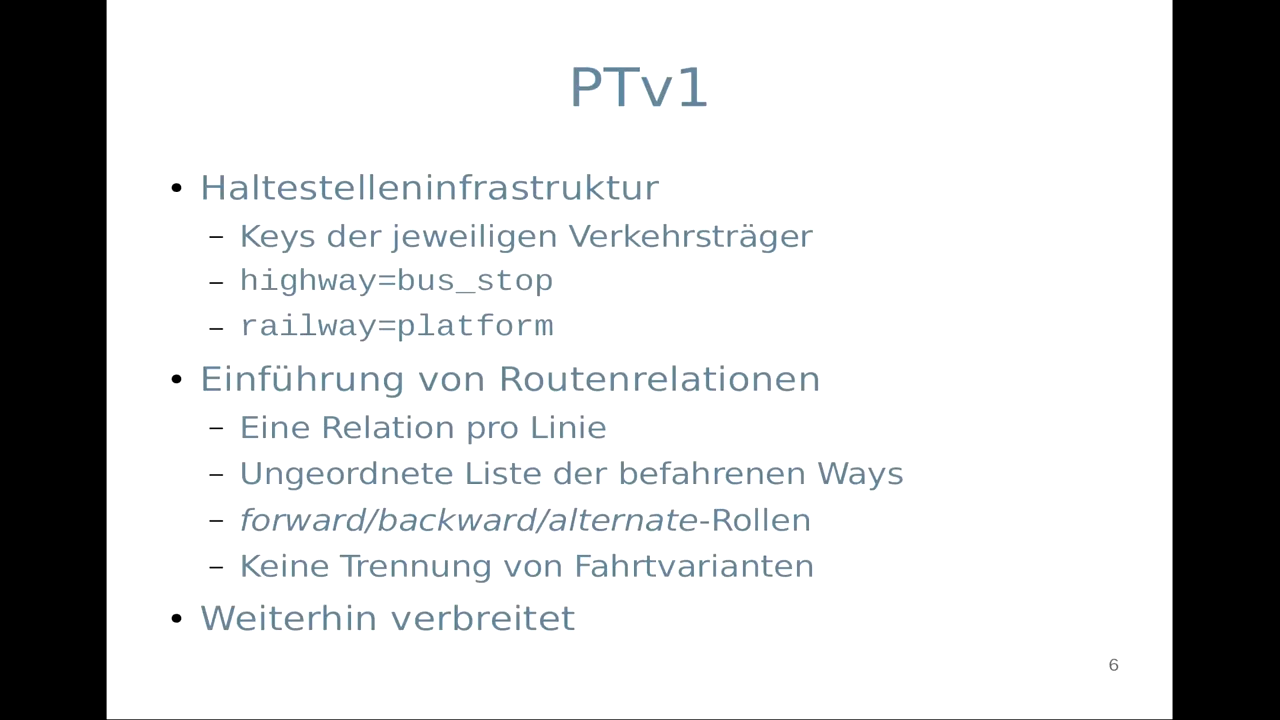 PTv1
• Haltestelleninfrastruktur
– Keys der jeweiligen Verkehrsträger
– highway=bus_stop
– railway=platform
• Einführung von Routenrelationen
– Eine Relation pro Linie
– Ungeordnete Liste der befahrenen Ways
– forward/backward/alternate-Rollen
– Keine Trennung von Fahrtvarianten
• Weiterhin verbreitet
6